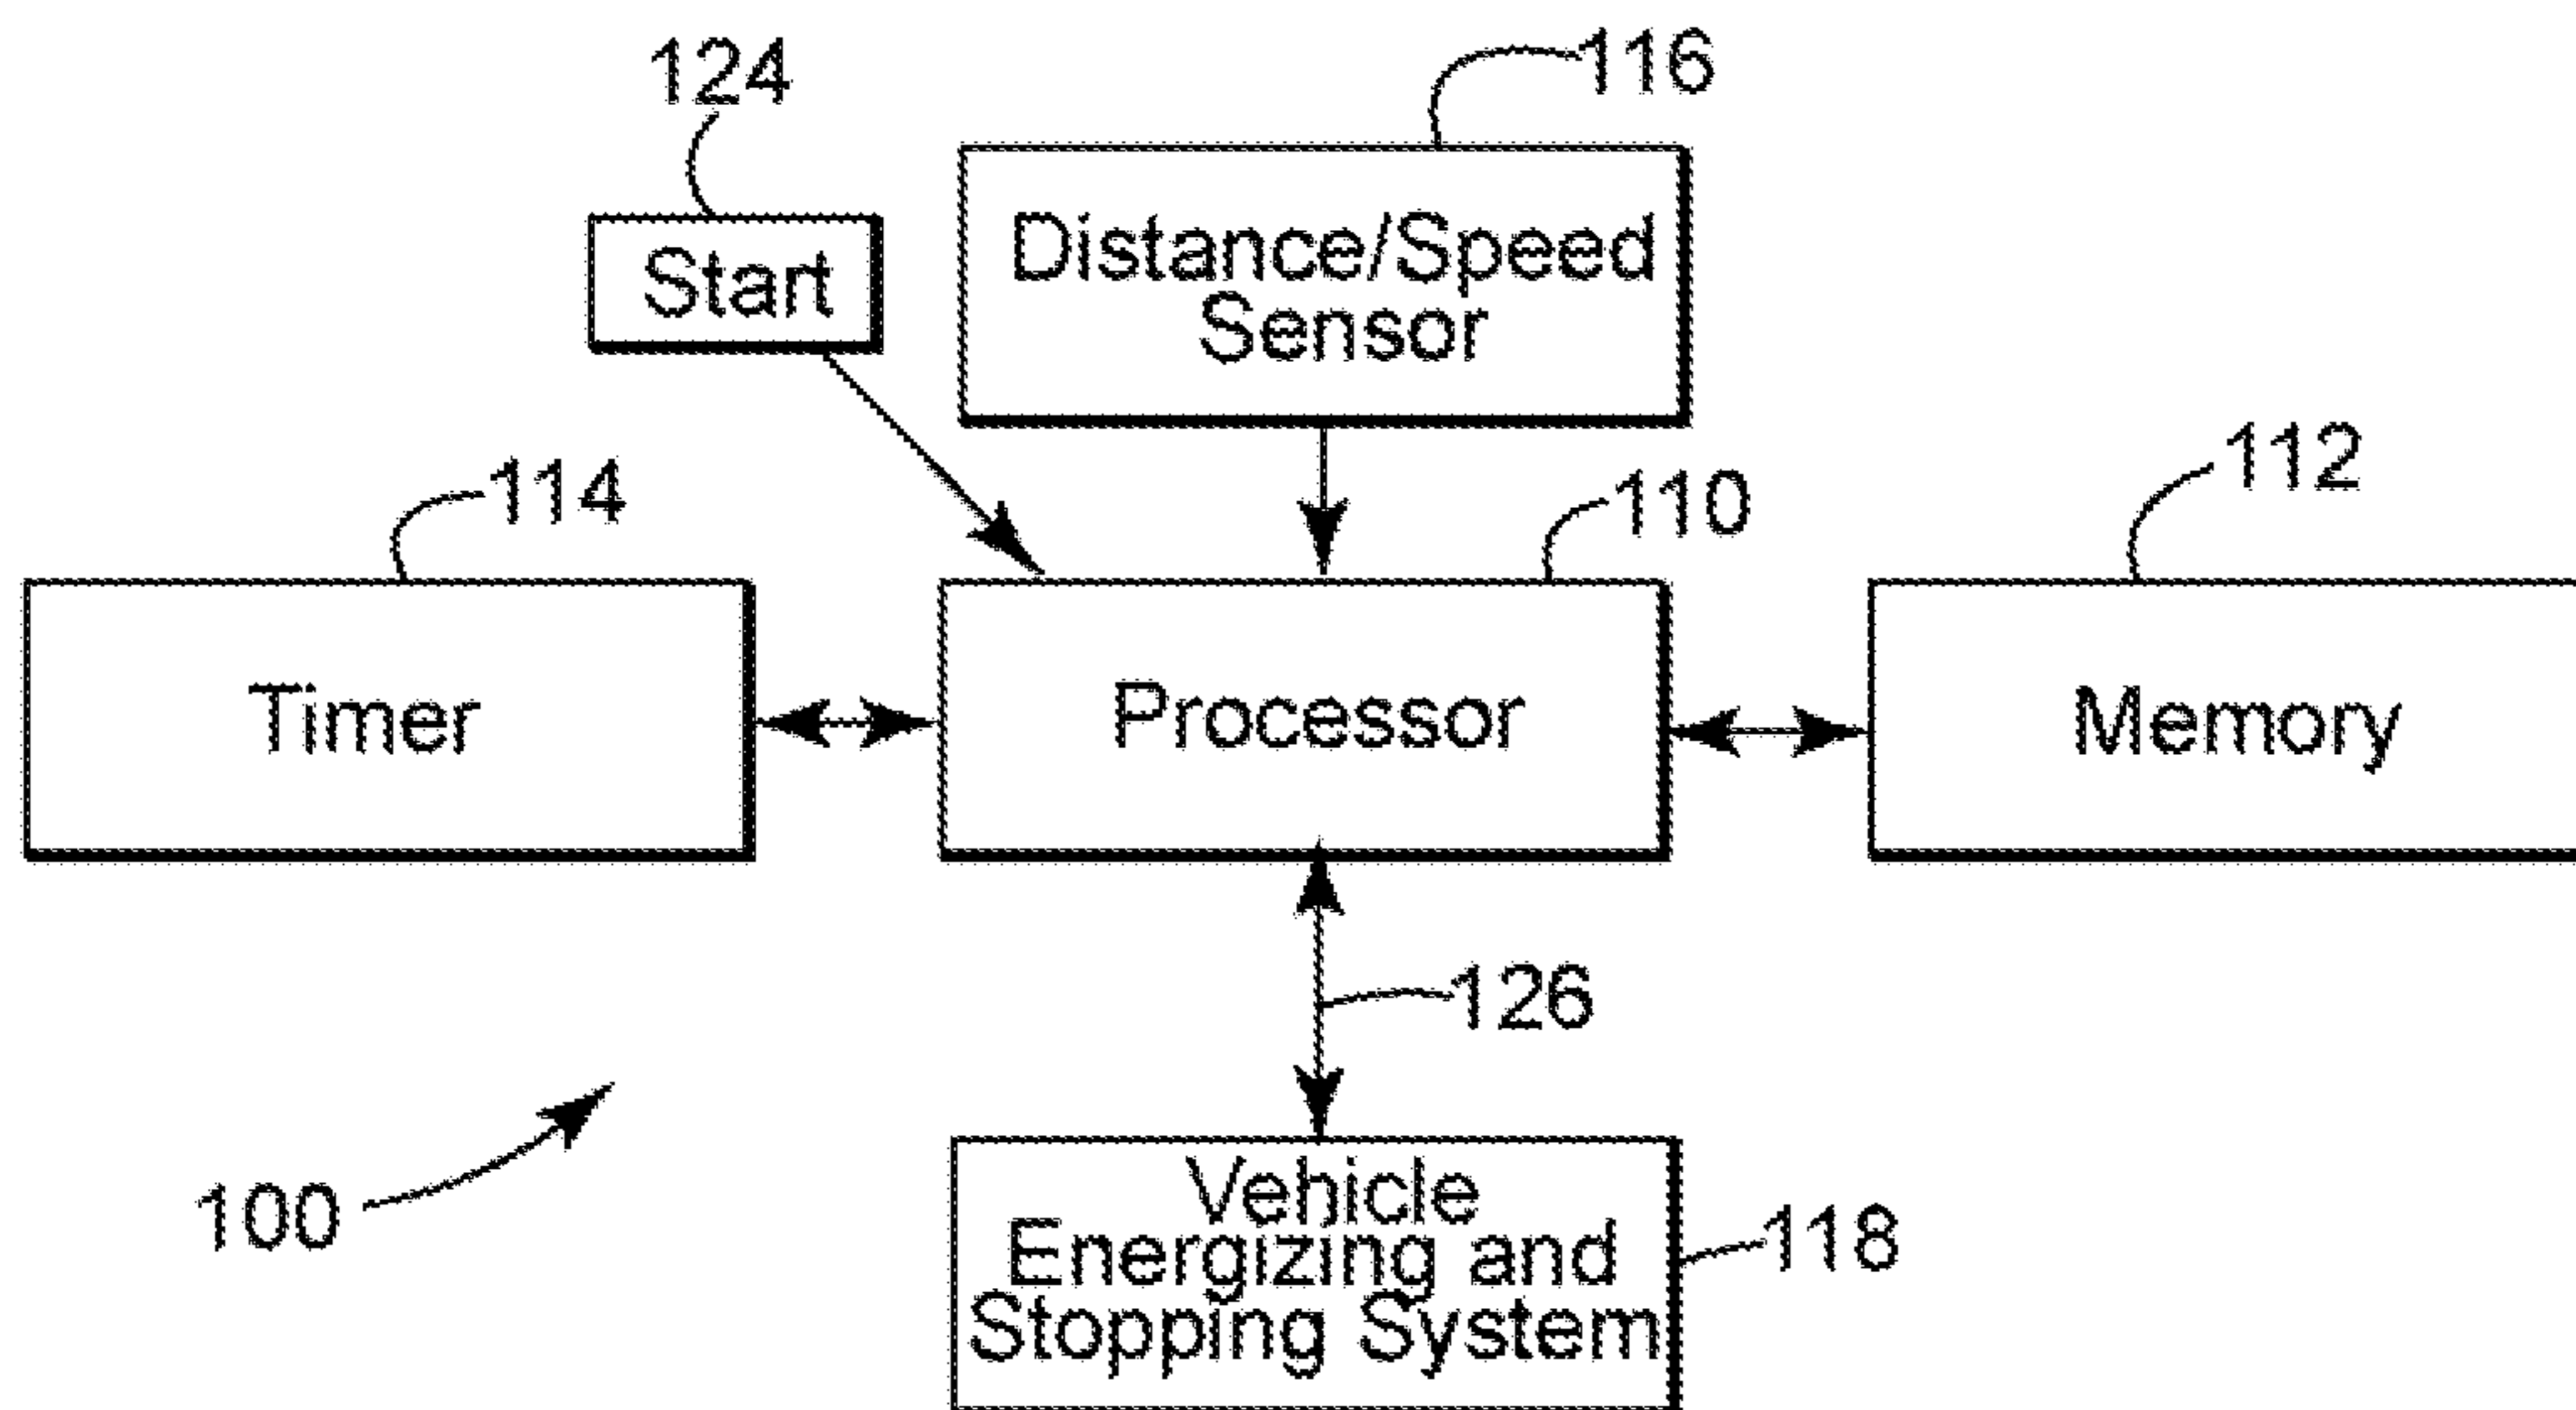 124
116
Start
Distance/Speed
Sensor
114
110
112
Timer
Processor
Memory
126
100
Vehicle
Energizing and
Stopping System
118